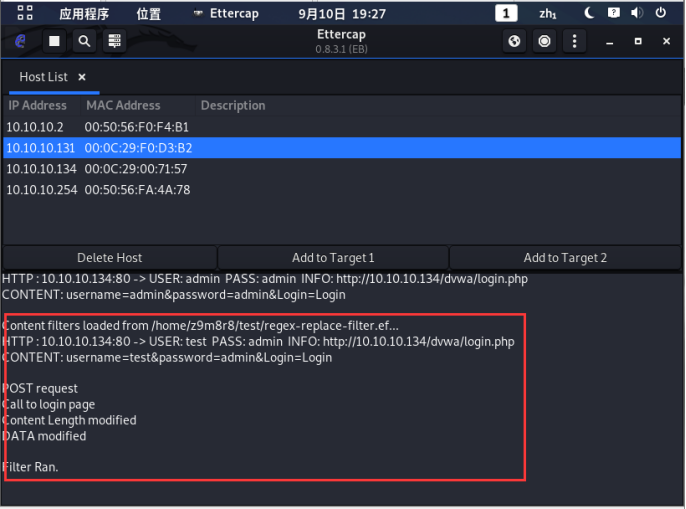 应用程序 位置 Ettercap 9月10日 19:27 1 zh₁ ?
Ettercap
0.8.3.1 (EB)
Host List ×
IP Address MAC Address Description
10.10.10.2 00:50:56:F0:F4:B1
10.10.10.131 00:0C:29:F0:D3:B2
10.10.10.134 00:0C:29:00:71:57
10.10.10.254 00:50:56:FA:4A:78
Delete Host Add to Target 1 Add to Target 2
HTTP : 10.10.10.134:80 -> USER: admin PASS: admin INFO: http://10.10.10.134/dvwa/login.php
CONTENT: username=admin&password=admin&Login=Login
Content filters loaded from /home/z9m8r8/test/regex-replace-filter.ef...
HTTP : 10.10.10.134:80 -> USER: test PASS: admin INFO: http://10.10.10.134/dvwa/login.php
CONTENT: username=test&password=admin&Login=Login
POST request
Call to login page
Content Length modified
DATA modified
Filter Ran.